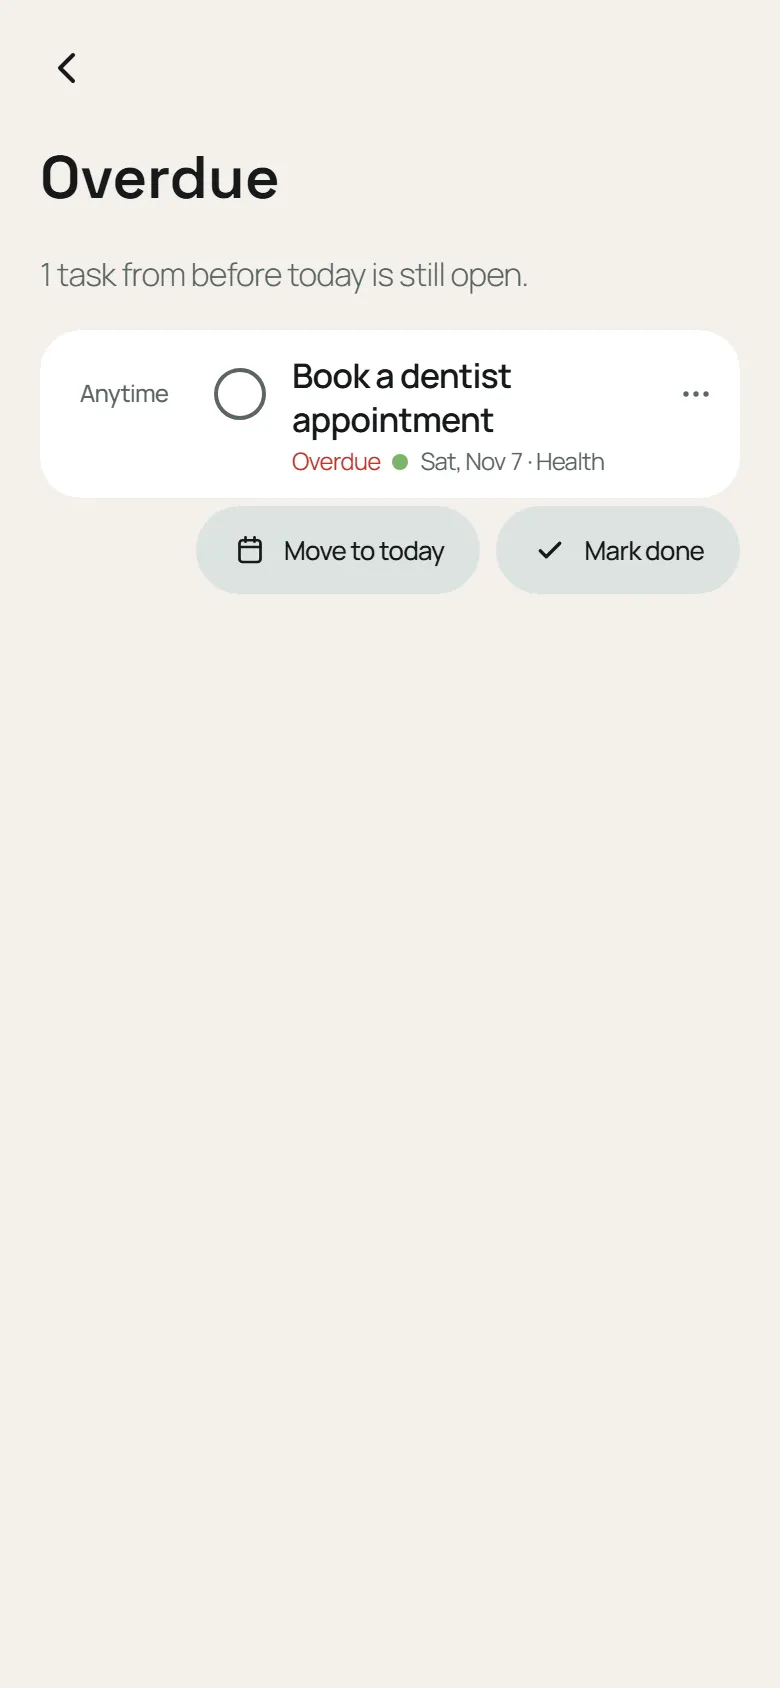 Overdue
1 task from before today is still open.
Anytime
Book a dentist
appointment
Overdue Sat, Nov 7 · Health
Move to today
Mark done